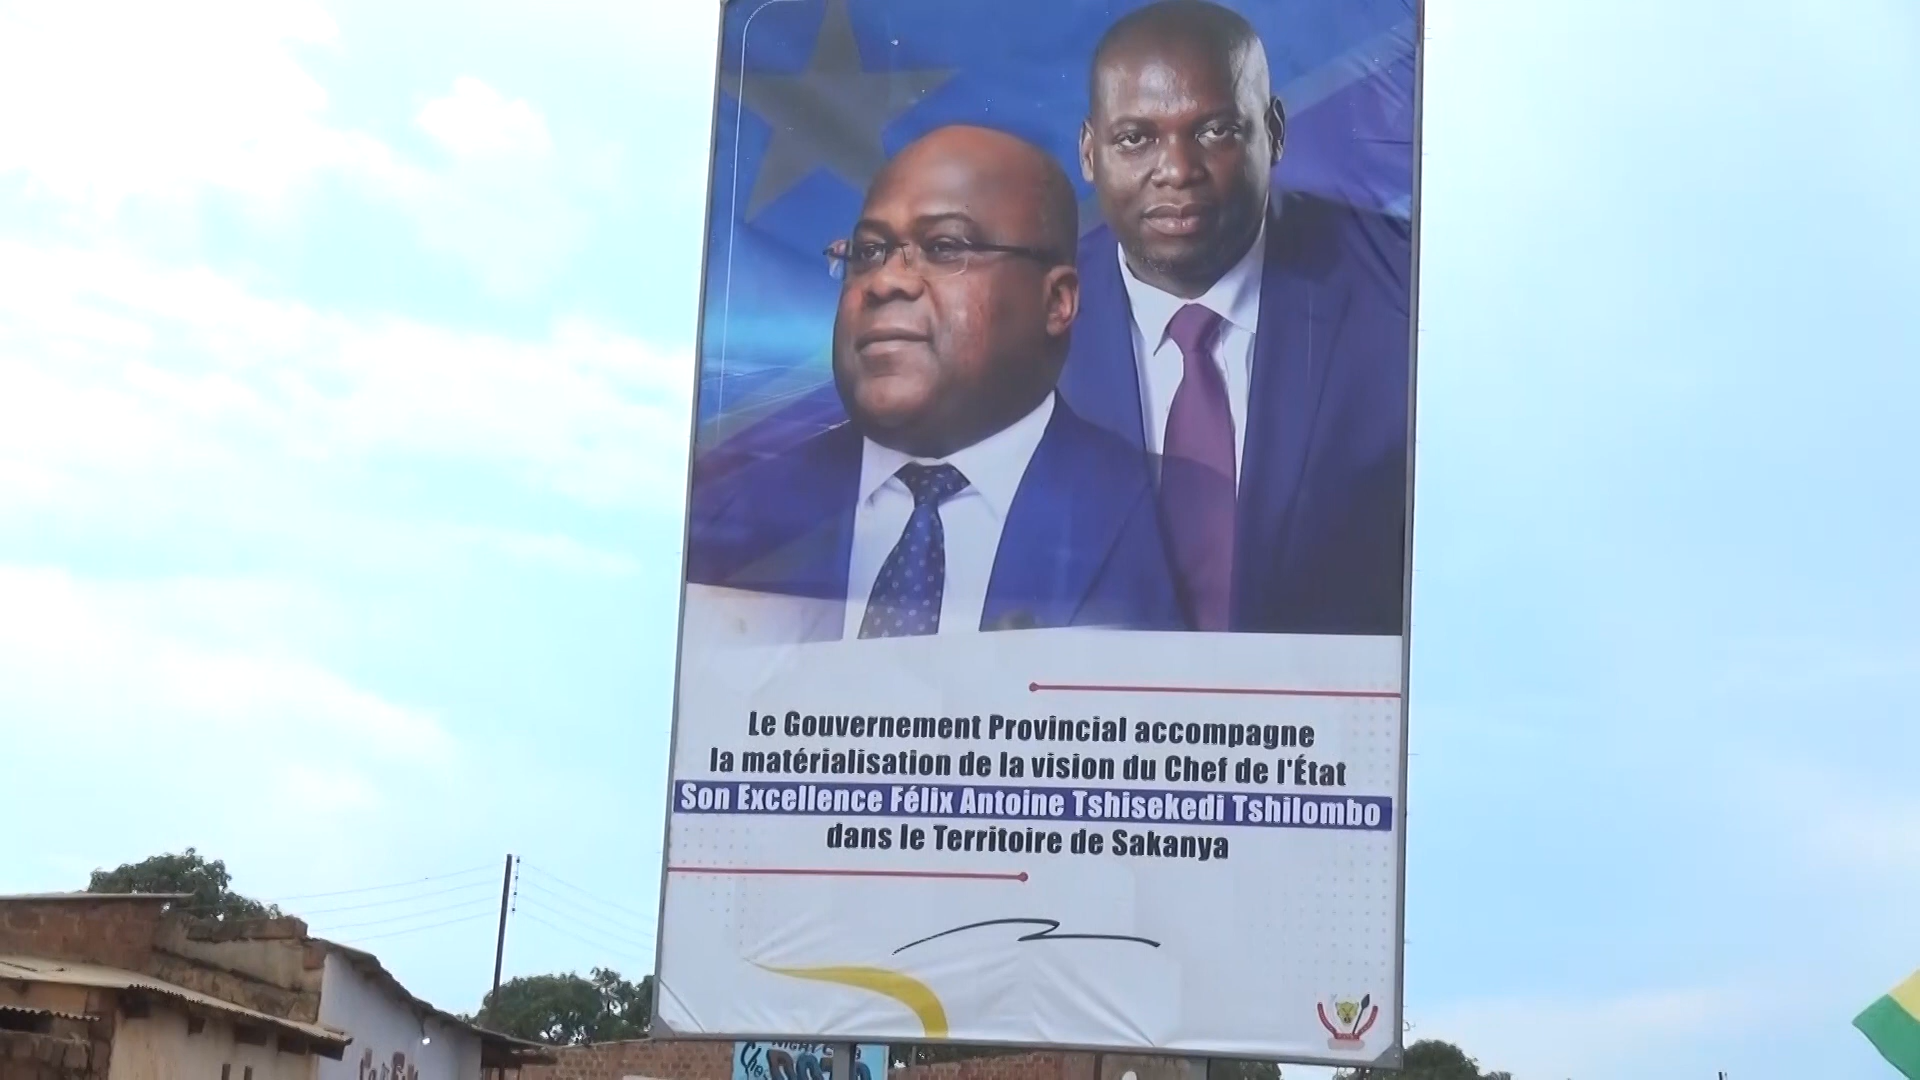 Le Gouvernement Provincial accompagne
la matérialisation de la vision du Chef de l'État
Son Excellence Félix Antoine Tshisekedi Tshilombo
dans le Territoire de Sakanya